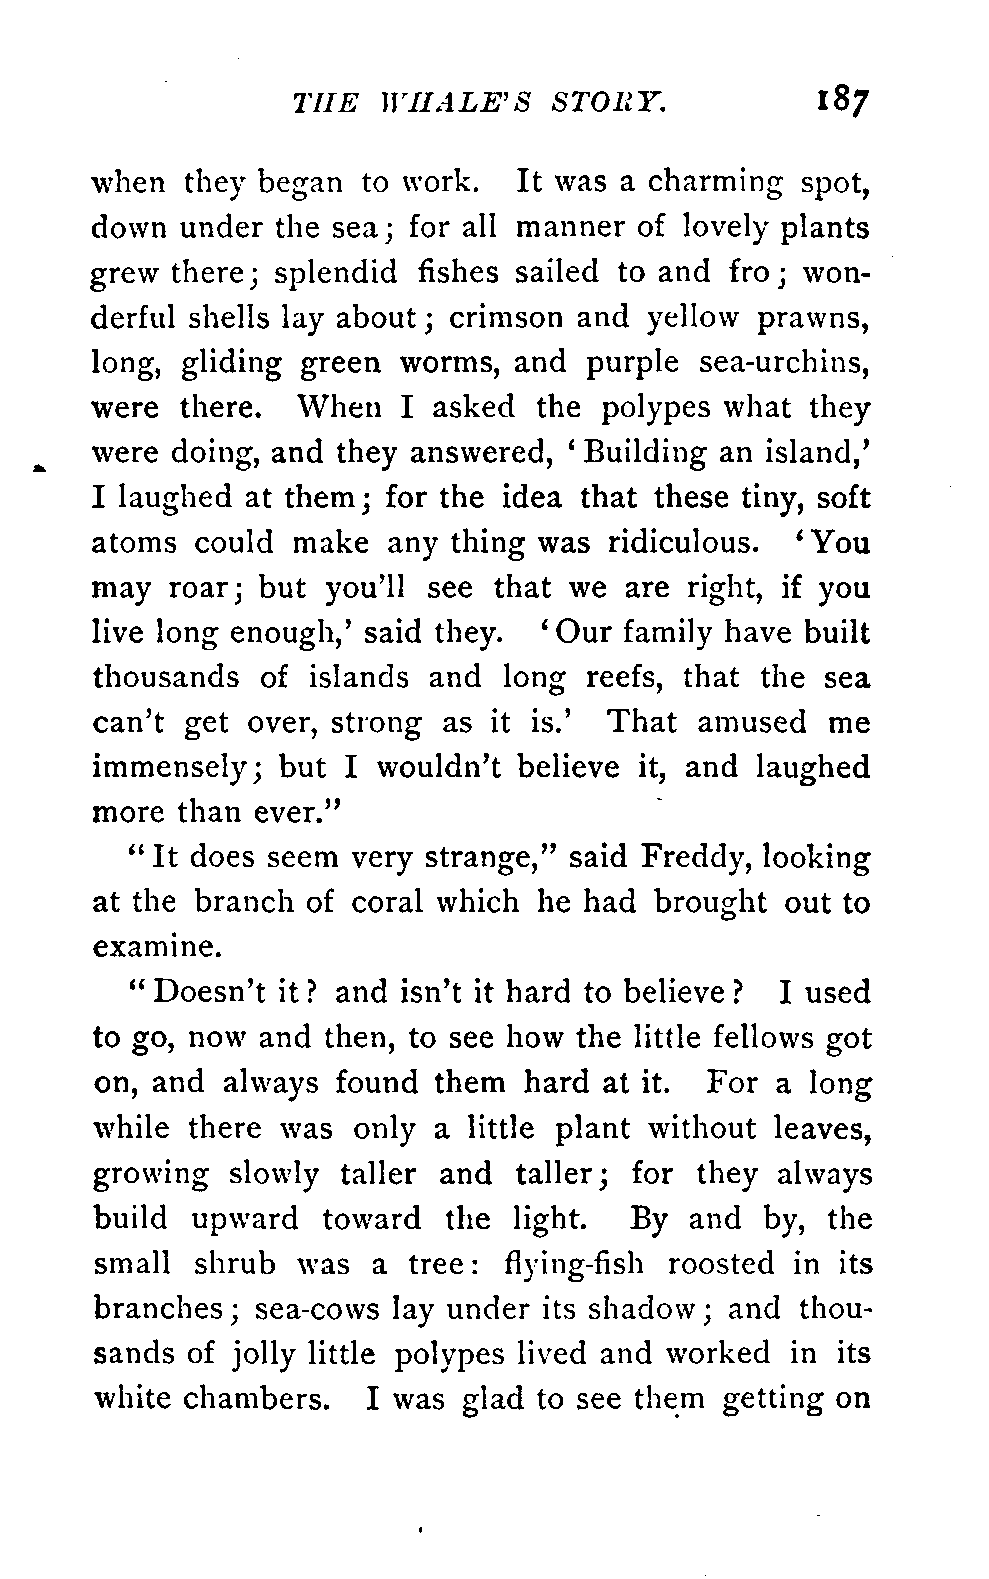 THE WHALE'S STORY. 187
when they began to work. It was a charming spot,
down under the sea; for all manner of lovely plants
grew there; splendid fishes sailed to and fro; won-
derful shells lay about; crimson and yellow prawns,
long, gliding green worms, and purple sea-urchins,
were there. When I asked the polypes what they
were doing, and they answered, 'Building an island,'
I laughed at them; for the idea that these tiny, soft
atoms could make any thing was ridiculous. 'You
may roar; but you'll see that we are right, if you
live long enough,' said they. 'Our family have built
thousands of islands and long reefs, that the sea
can't get over, strong as it is.' That amused me
immensely; but I wouldn't believe it, and laughed
more than ever."
"It does seem very strange," said Freddy, looking
at the branch of coral which he had brought out to
examine.
"Doesn't it? and isn't it hard to believe? I used
to go, now and then, to see how the little fellows got
on, and always found them hard at it. For a long
while there was only a little plant without leaves,
growing slowly taller and taller; for they always
build upward toward the light. By and by, the
small shrub was a tree: flying-fish roosted in its
branches; sea-cows lay under its shadow; and thou-
sands of jolly little polypes lived and worked in its
white chambers. I was glad to see them getting on